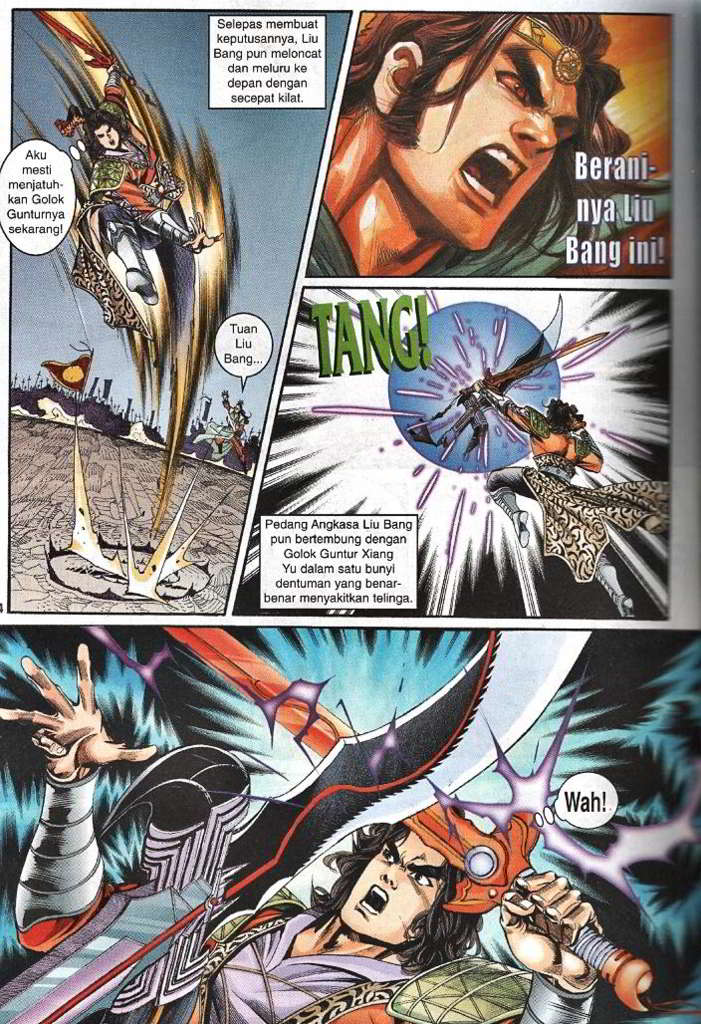 Selepas membuat
keputusannya, Liu
Bang pun meloncat
dan meluru ke
depan dengan
secepat kilat.
Aku
mesti
menjatuh-
kan Golok
Gunturnya
sekarang!
Tuan
Liu
Bang...
Berani-
nya Liu
Bang ini!
TANG!
Pedang Angkasa Liu Bang
pun bertembung dengan
Golok Guntur Xiang
Yu dalam satu bunyi
dentuman yang benar-
benar menyakitkan telinga.
Wah!